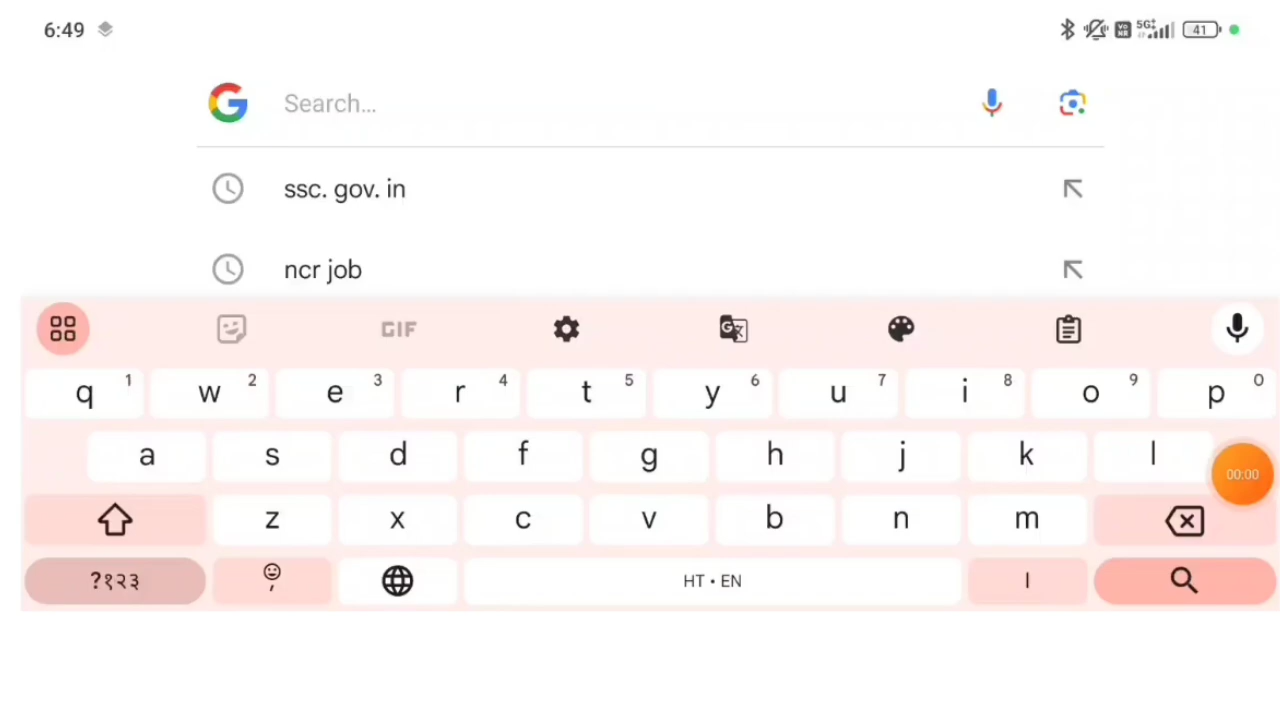 6:49
5G‡ 41
Search...
ssc. gov. in
ncr job
GIF
q 1 w 2 e 3 r 4 t 5 y 6 u 7 i 8 o 9 p 0
a s d f g h j k l
00:00
z x c v b n m
?१२३ , HT • EN ।